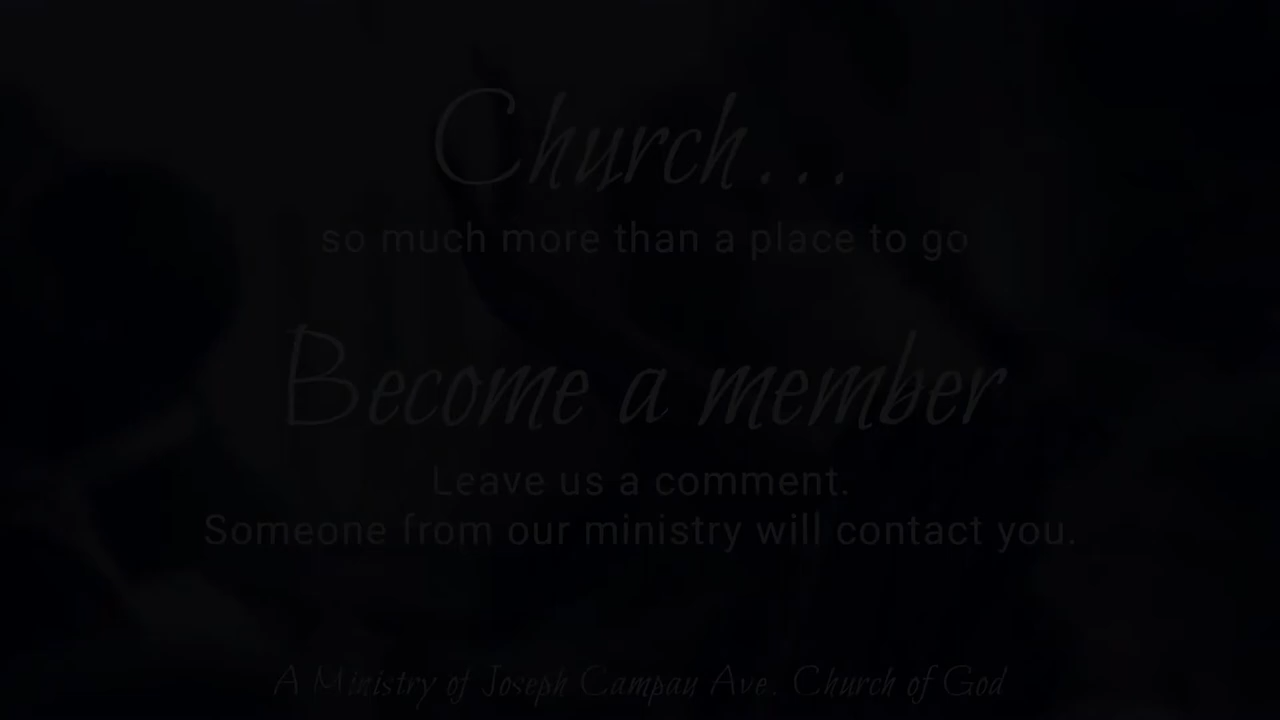 Church...
so much more than a place to go
Become a member
Leave us a comment.
Someone from our ministry will contact you.
A Ministry of Joseph Campau Ave. Church of God